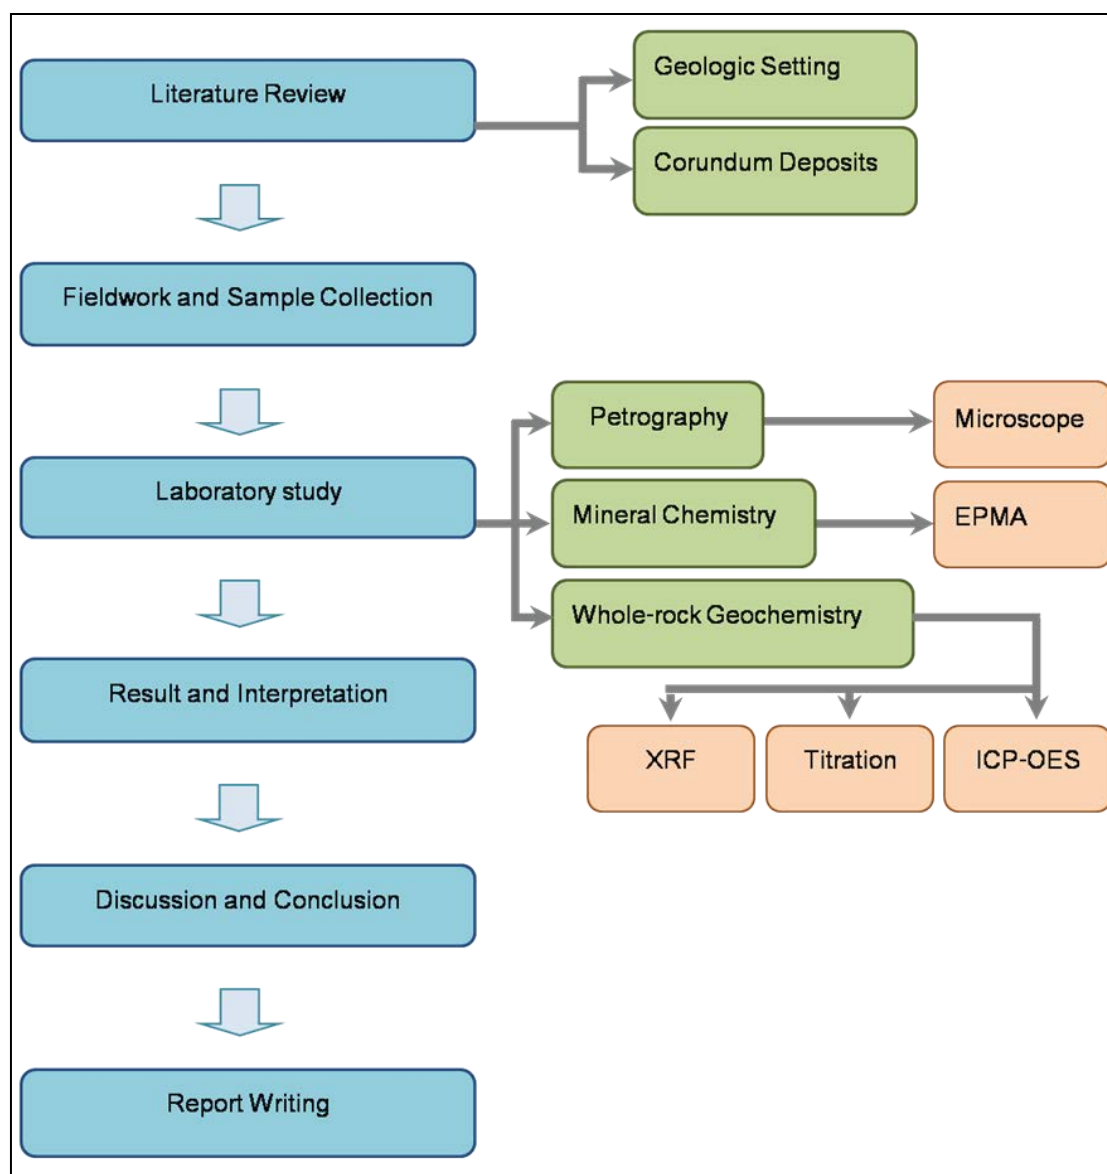 Literature Review
Geologic Setting
Corundum Deposits
Fieldwork and Sample Collection
Laboratory study
Petrography
Microscope
Mineral Chemistry
EPMA
Whole-rock Geochemistry
XRF
Titration
ICP-OES
Result and Interpretation
Discussion and Conclusion
Report Writing